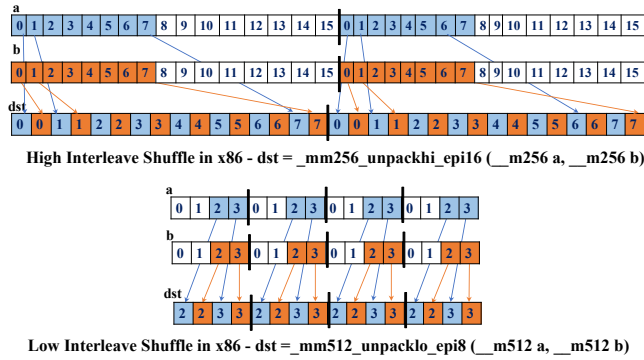 a
0 1 2 3 4 5 6 7 8 9 10 11 12 13 14 15 0 1 2 3 4 5 6 7 8 9 10 11 12 13 14 15
b
0 1 2 3 4 5 6 7 8 9 10 11 12 13 14 15 0 1 2 3 4 5 6 7 8 9 10 11 12 13 14 15
dst
0 0 1 1 2 2 3 3 4 4 5 5 6 6 7 7 0 0 1 1 2 2 3 3 4 4 5 5 6 6 7 7
High Interleave Shuffle in x86 - dst = _mm256_unpackhi_epi16 (__m256 a, __m256 b)
a
0 1 2 3 0 1 2 3 0 1 2 3 0 1 2 3
b
0 1 2 3 0 1 2 3 0 1 2 3 0 1 2 3
dst
2 2 3 3 2 2 3 3 2 2 3 3 2 2 3 3
Low Interleave Shuffle in x86 - dst =_mm512_unpacklo_epi8 (__m512 a, __m512 b)